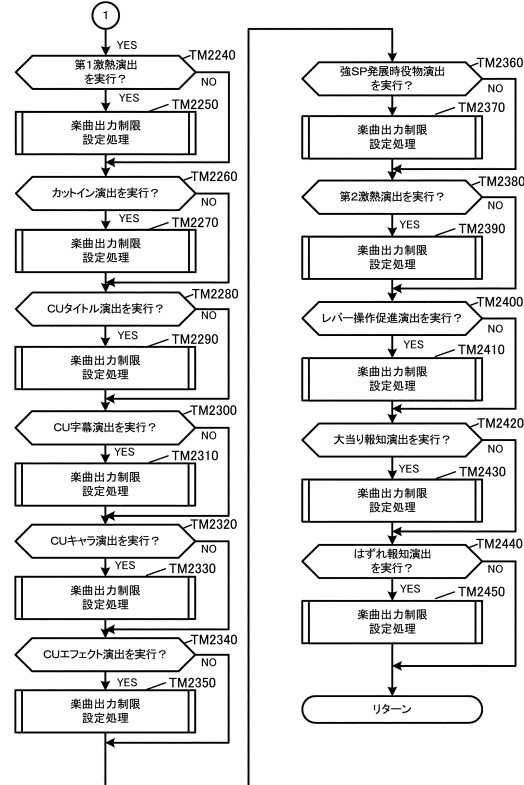 1
YES
第1激熱演出
を実行？
TM2240
NO
YES
TM2250
楽曲出力制限
設定処理
TM2260
カットイン演出を実行？
NO
YES
TM2270
楽曲出力制限
設定処理
TM2280
CUタイトル演出を実行？
NO
YES
TM2290
楽曲出力制限
設定処理
TM2300
CU字幕演出を実行？
NO
YES
TM2310
楽曲出力制限
設定処理
TM2320
CUキャラ演出を実行？
NO
YES
TM2330
楽曲出力制限
設定処理
TM2340
CUエフェクト演出を実行？
NO
YES
TM2350
楽曲出力制限
設定処理
TM2360
強SP発展時役物演出
を実行？
NO
YES
TM2370
楽曲出力制限
設定処理
TM2380
第2激熱演出を実行？
NO
YES
TM2390
楽曲出力制限
設定処理
TM2400
レバー操作促進演出を実行？
NO
YES
TM2410
楽曲出力制限
設定処理
TM2420
大当り報知演出を実行？
NO
YES
TM2430
楽曲出力制限
設定処理
TM2440
はずれ報知演出
を実行？
NO
YES
TM2450
楽曲出力制限
設定処理
リターン